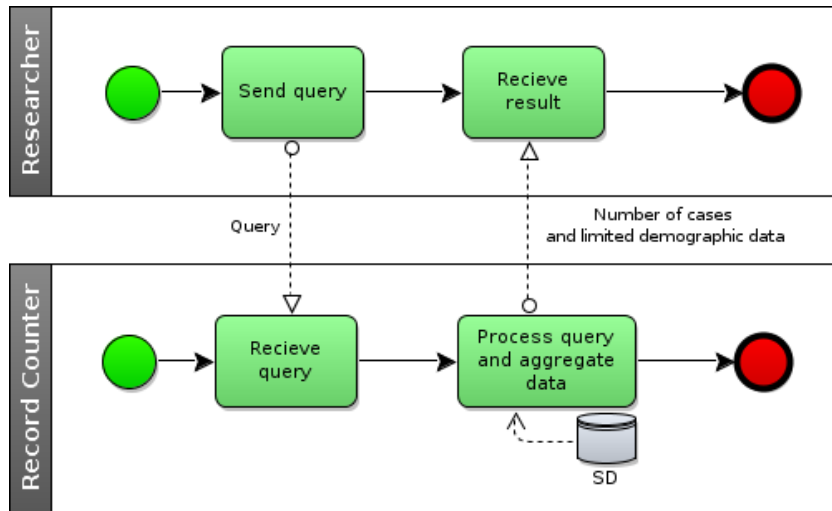 Researcher
Send query
Recieve
result
Query
Number of cases
and limited demographic data
Record Counter
Recieve
query
Process query
and aggregate
data
SD